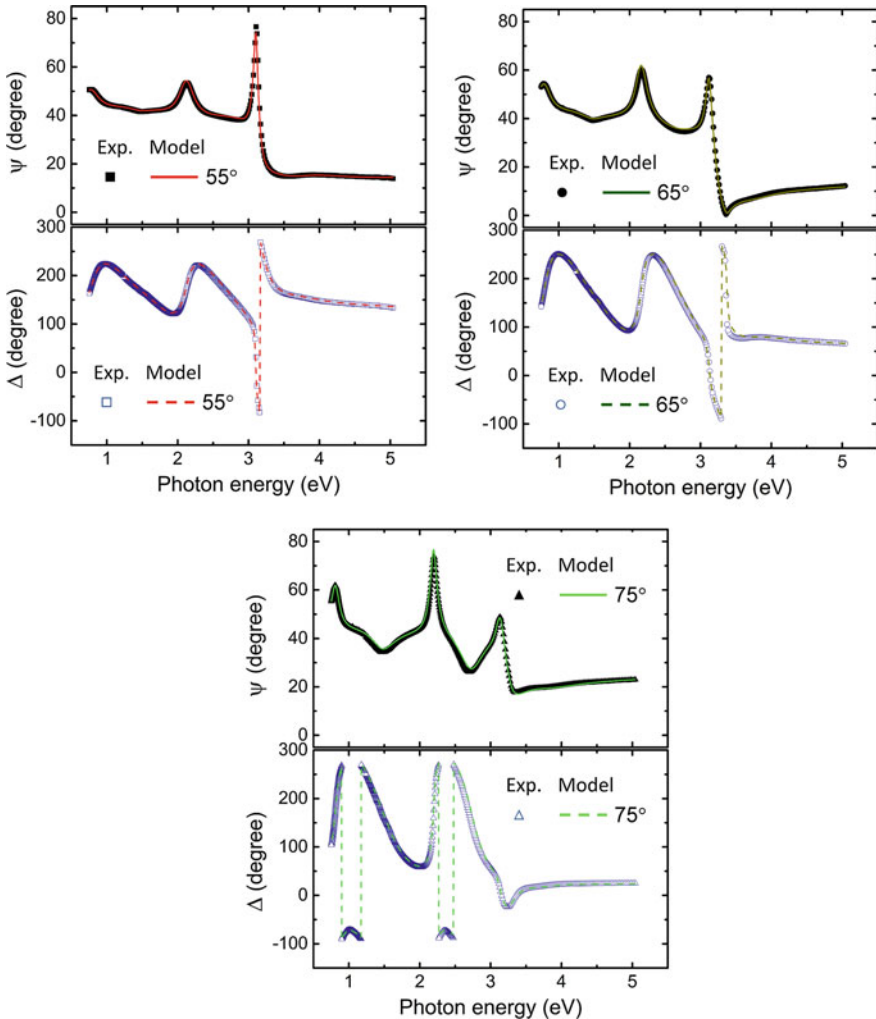 80
60
40
20
0
Ψ (degree)
Exp. Model
55°
300
200
100
0
-100
Δ (degree)
Exp. Model
55°
1 2 3 4 5
Photon energy (eV)
80
60
40
20
0
Ψ (degree)
Exp. Model
65°
300
200
100
0
-100
Δ (degree)
Exp. Model
65°
1 2 3 4 5
Photon energy (eV)
80
60
40
20
0
Ψ (degree)
Exp. Model
75°
300
200
100
0
-100
Δ (degree)
Exp. Model
75°
1 2 3 4 5
Photon energy (eV)